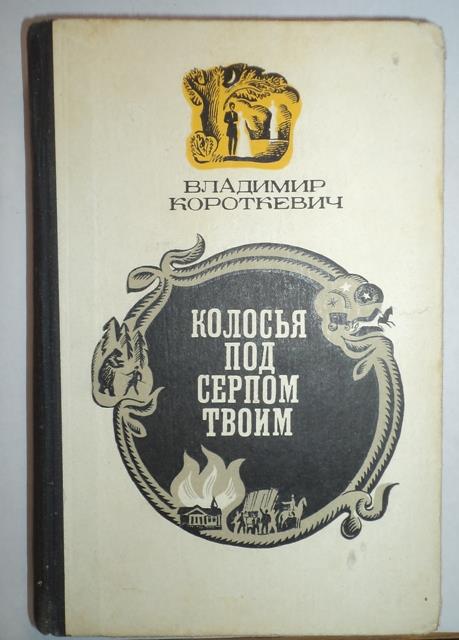 ВЛАДИМИР
КОРОТКЕВИЧ
КОЛОСЬЯ
ПОД
СЕРПОМ
ТВОИМ